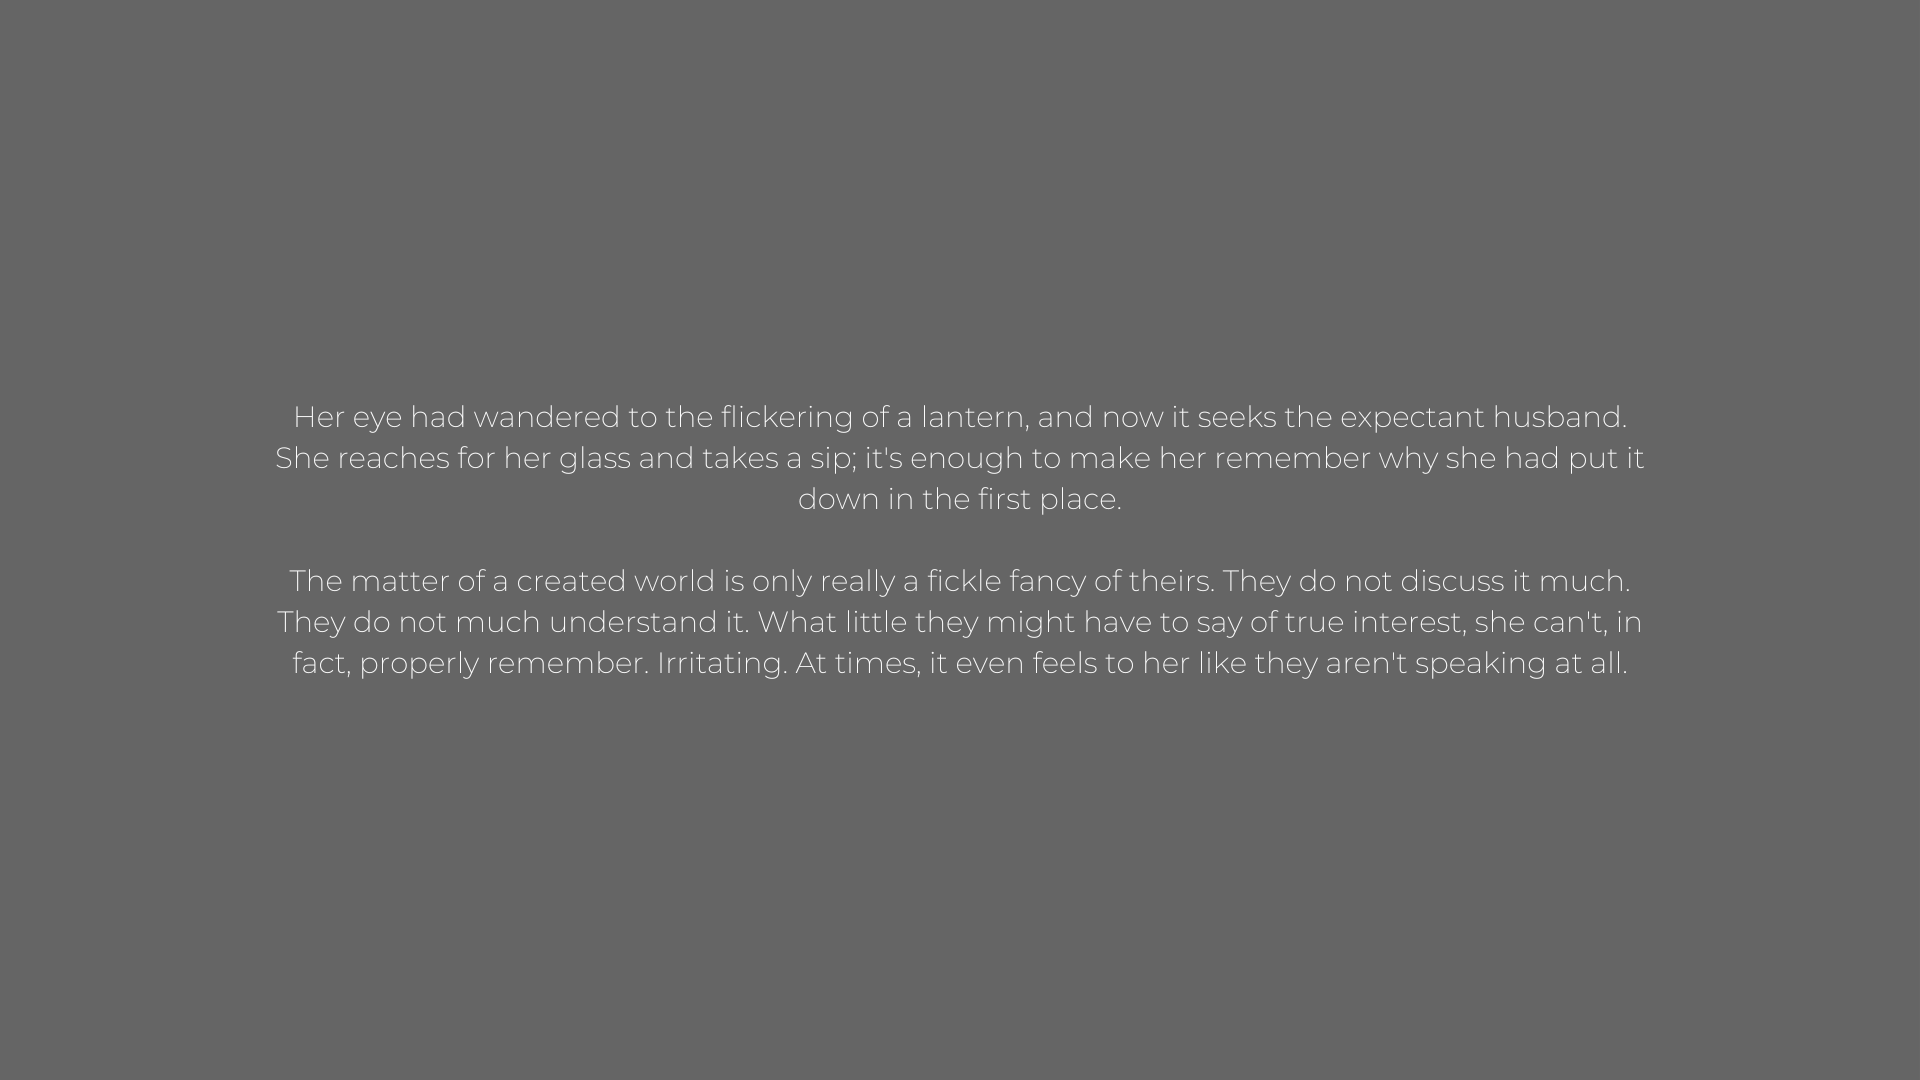 Her eye had wandered to the flickering of a lantern, and now it seeks the expectant husband.
She reaches for her glass and takes a sip; it's enough to make her remember why she had put it
down in the first place.
The matter of a created world is only really a fickle fancy of theirs. They do not discuss it much.
They do not much understand it. What little they might have to say of true interest, she can't, in
fact, properly remember. Irritating. At times, it even feels to her like they aren't speaking at all.